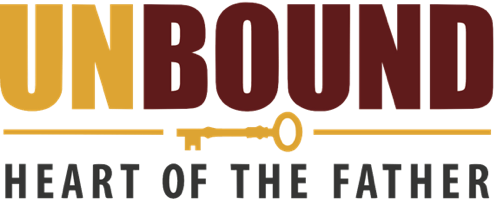 UNBOUND
HEART OF THE FATHER